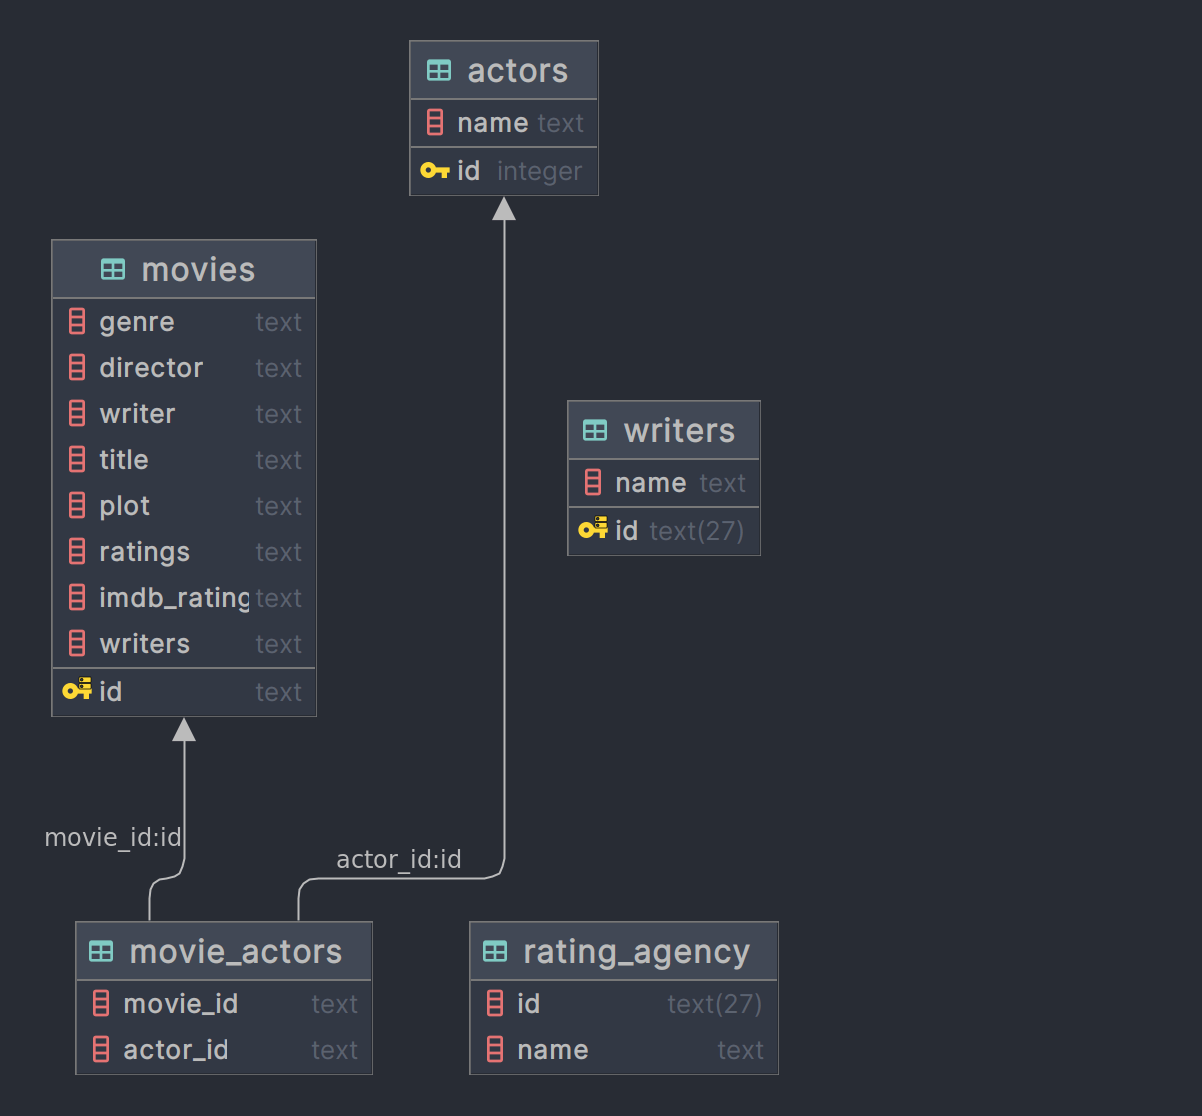 actors
name text
id integer
movies
genre text
director text
writer text
title text
plot text
ratings text
imdb_rating text
writers text
id text
writers
name text
id text(27)
movie_id:id
actor_id:id
movie_actors
movie_id text
actor_id text
rating_agency
id text(27)
name text